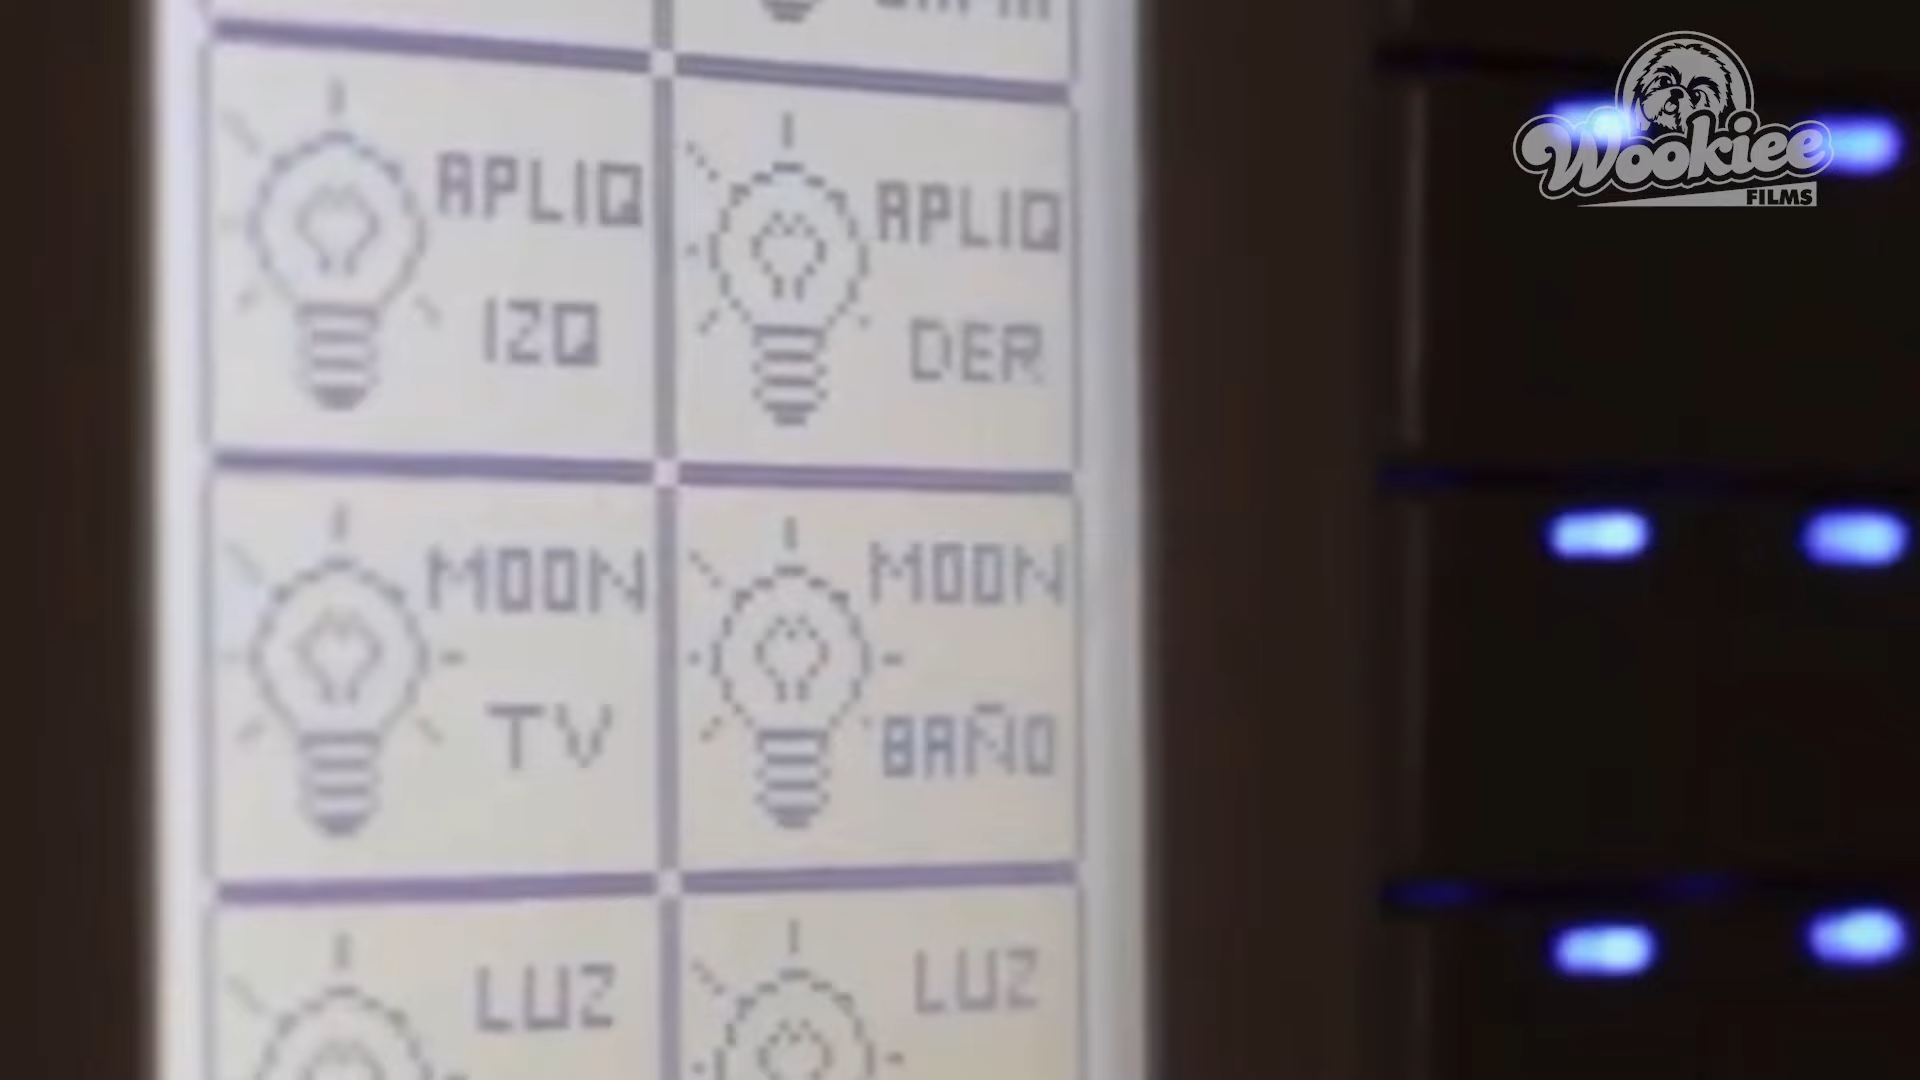 APLIQ
IZQ
APLIQ
DER
MOON
TV
MOON
BAÑO
LUZ
LUZ
Wookiee
FILMS